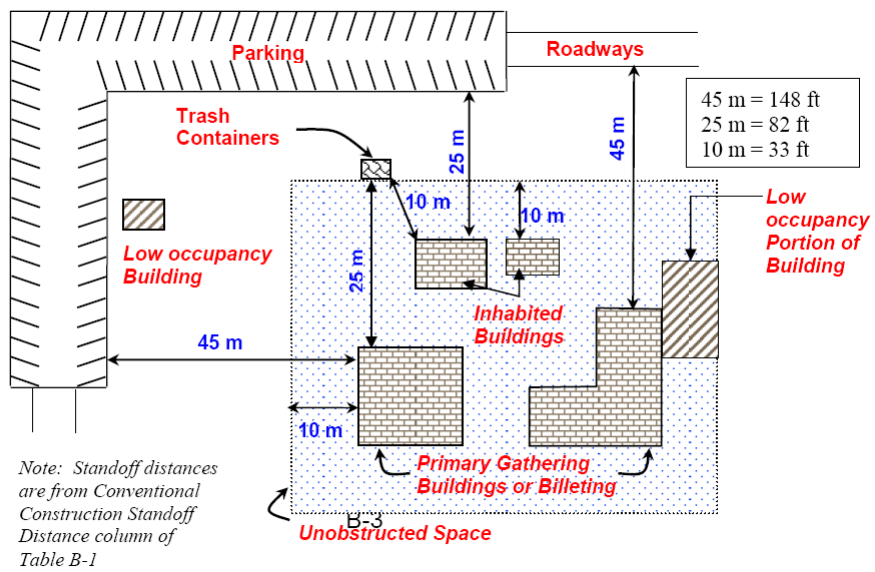 Parking
Roadways
45 m = 148 ft
25 m = 82 ft
10 m = 33 ft
Trash
Containers
25 m
45 m
10 m
10 m
Low
occupancy
Portion of
Building
Low occupancy
Building
25 m
Inhabited
Buildings
45 m
10 m
Primary Gathering
Buildings or Billeting
Note: Standoff distances
are from Conventional
Construction Standoff
Distance column of
Table B-1
B-3
Unobstructed Space